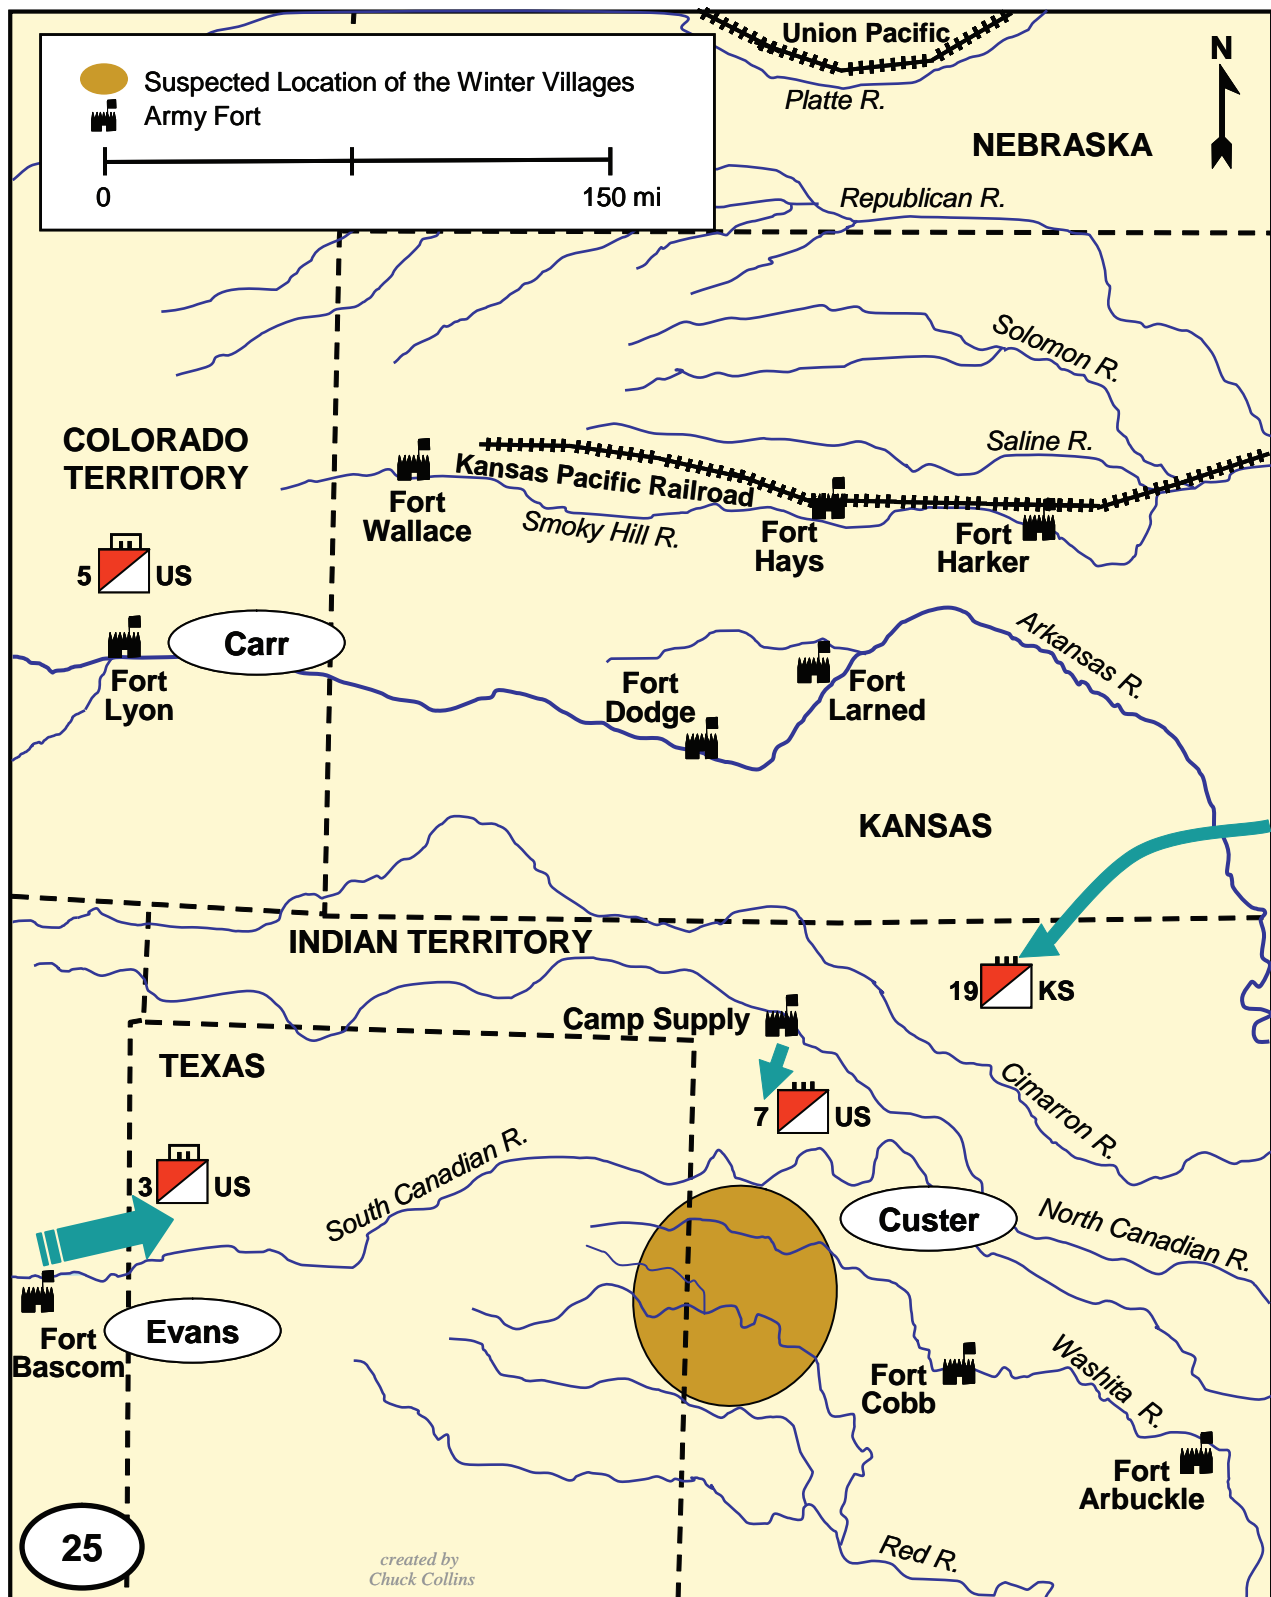 Union Pacific
N
Suspected Location of the Winter Villages
Platte R.
Army Fort
NEBRASKA
0
150 mi
Republican R.
Solomon R.
COLORADO
TERRITORY
Saline R.
Kansas Pacific Railroad
Fort
Wallace
Smoky Hill R.
Fort
Hays
Fort
Harker
5
US
Carr
Arkansas R.
Fort
Lyon
Fort
Dodge
Fort
Larned
KANSAS
INDIAN TERRITORY
19
KS
Camp Supply
TEXAS
Cimarron R.
7
US
South Canadian R.
3
US
Custer
North Canadian R.
Evans
Fort
Bascom
Washita R.
Fort
Cobb
Fort
Arbuckle
25
Red R.
created by
Chuck Collins